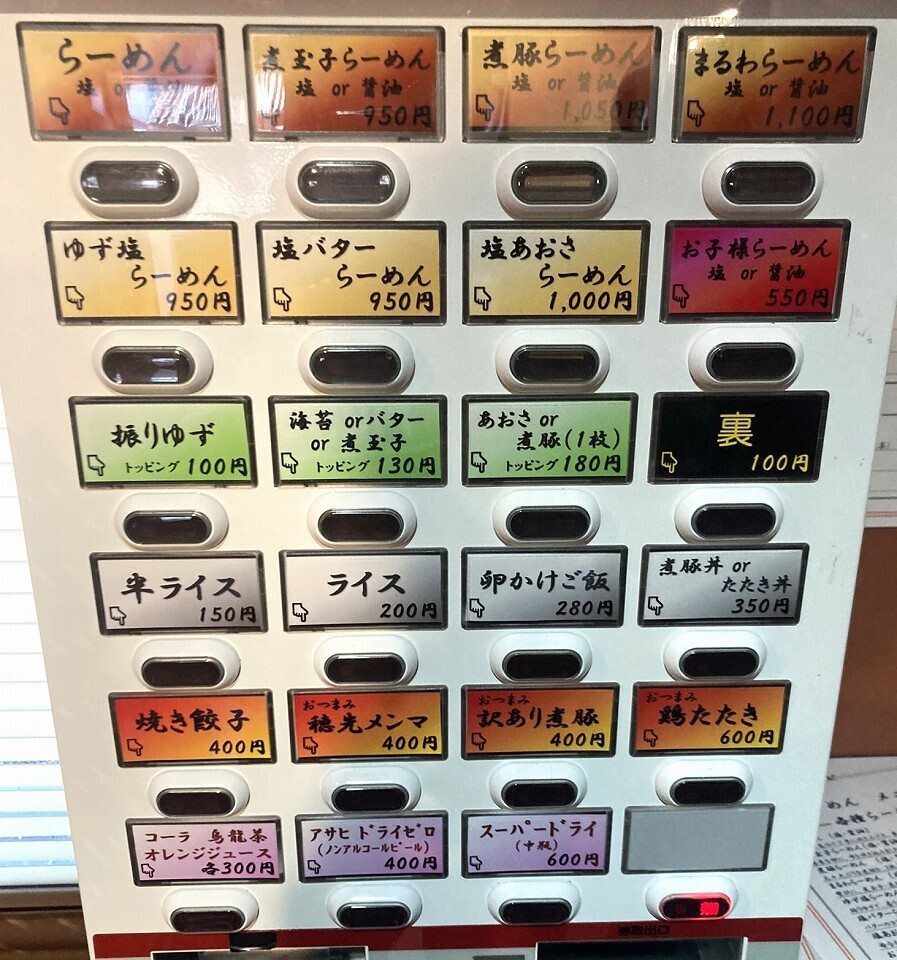 らーめん
塩 or 醤油
煮玉子らーめん
塩 or 醤油
950円
煮豚らーめん
塩 or 醤油
1,050円
まるわらーめん
塩 or 醤油
1,100円
ゆず塩
らーめん
950円
塩バター
らーめん
950円
塩あおさ
らーめん
1,000円
お子様らーめん
塩 or 醤油
550円
振りゆず
トッピング 100円
海苔 orバター
or 煮玉子
トッピング 130円
あおさ or
煮豚(1枚)
トッピング 180円
裏
100円
半ライス
150円
ライス
200円
卵かけご飯
280円
煮豚丼 or
たたき丼
350円
焼き餃子
400円
おつまみ
穂先メンマ
400円
おつまみ
訳あり煮豚
400円
おつまみ
鶏たたき
600円
コーラ 烏龍茶
オレンジジュース
各300円
アサヒ ドライゼロ
(ノンアルコールビール)
400円
スーパードライ
(中瓶)
600円
券取出口